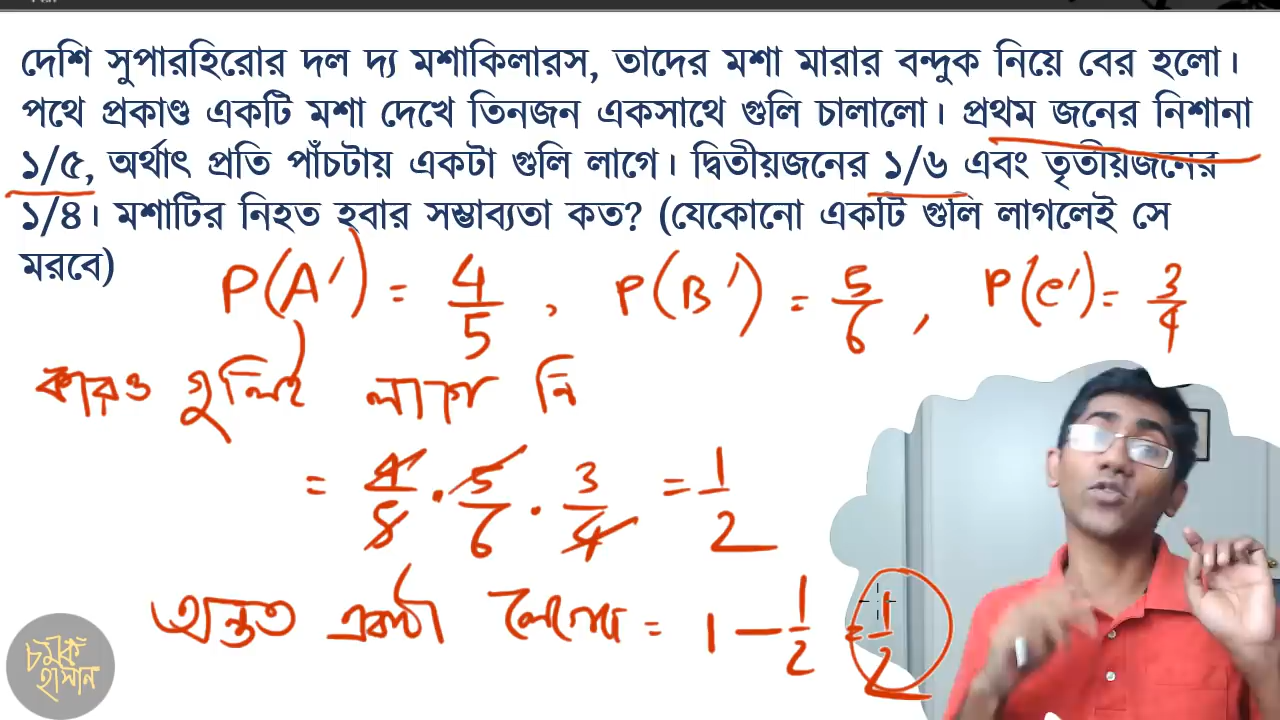 দেশি সুপারহিরোর দল দ্য মশাকিলারস, তাদের মশা মারার বন্দুক নিয়ে বের হলো।
পথে প্রকাণ্ড একটি মশা দেখে তিনজন একসাথে গুলি চালালো। প্রথম জনের নিশানা
১/৫, অর্থাৎ প্রতি পাঁচটায় একটা গুলি লাগে। দ্বিতীয়জনের ১/৬ এবং তৃতীয়জনের
১/৪। মশাটির নিহত হবার সম্ভাব্যতা কত? (যেকোনো একটি গুলি লাগলেই সে
মরবে)
P(A') = 4/5, P(B') = 5/6, P(C') = 3/4
কারও গুলিই লাগে নি
= 4/5 · 5/6 · 3/4 = 1/2
অন্তত একটা লেগেছে = 1 - 1/2 = 1/2
চমক
হাসান